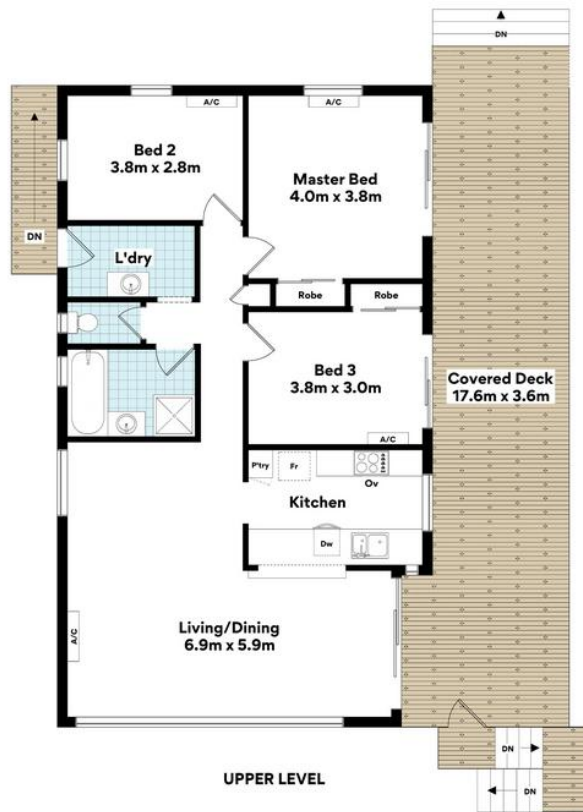 DN
A/C
A/C
Bed 2
3.8m x 2.8m
Master Bed
4.0m x 3.8m
DN
L'dry
Robe
Robe
Bed 3
3.8m x 3.0m
Covered Deck
17.6m x 3.6m
A/C
P'try
Fr
Ov
Kitchen
Dw
Living/Dining
6.9m x 5.9m
A/C
DN
DN
UPPER LEVEL